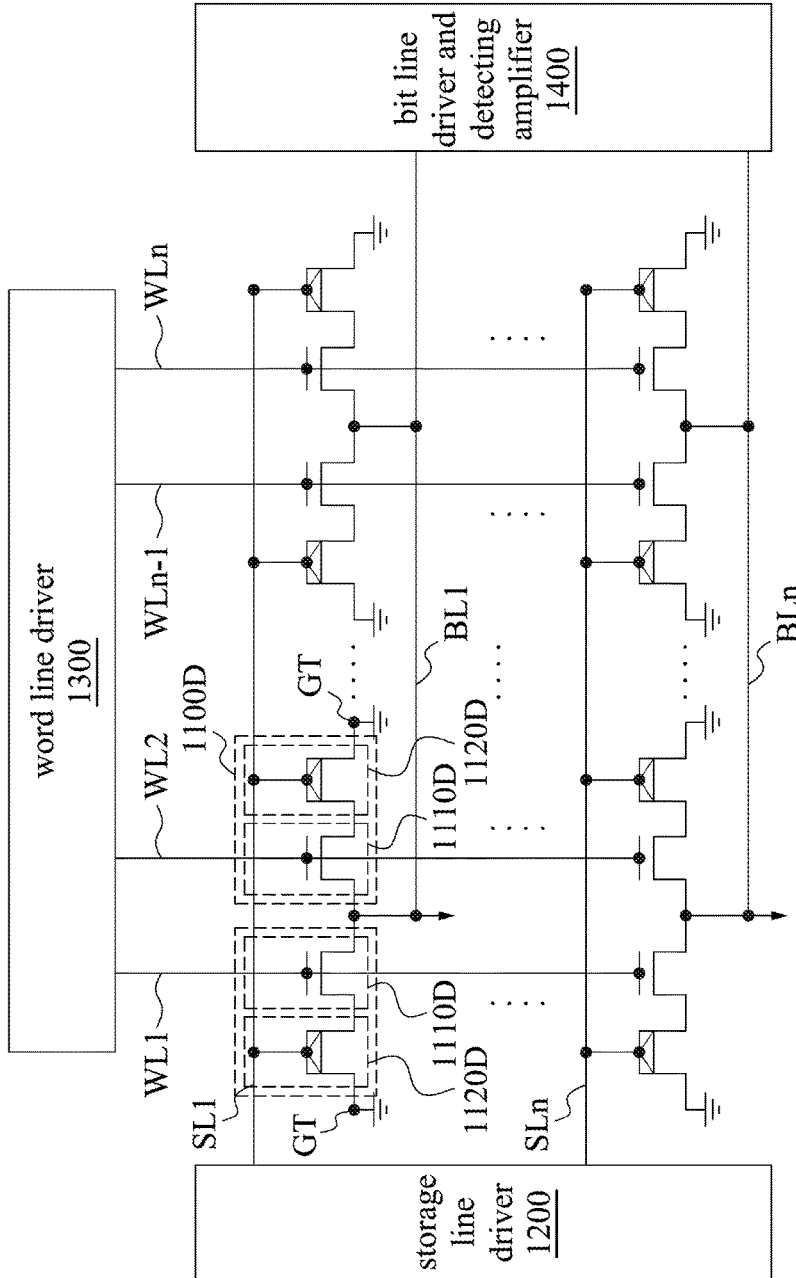 word line driver
1300
WL1
WL2
WLn-1
WLn
1100D
SL1
GT
GT
1120D
1110D
1110D
1120D
BL1
storage
line
driver
1200
bit line
driver and
detecting
amplifier
1400
SLn
BLn